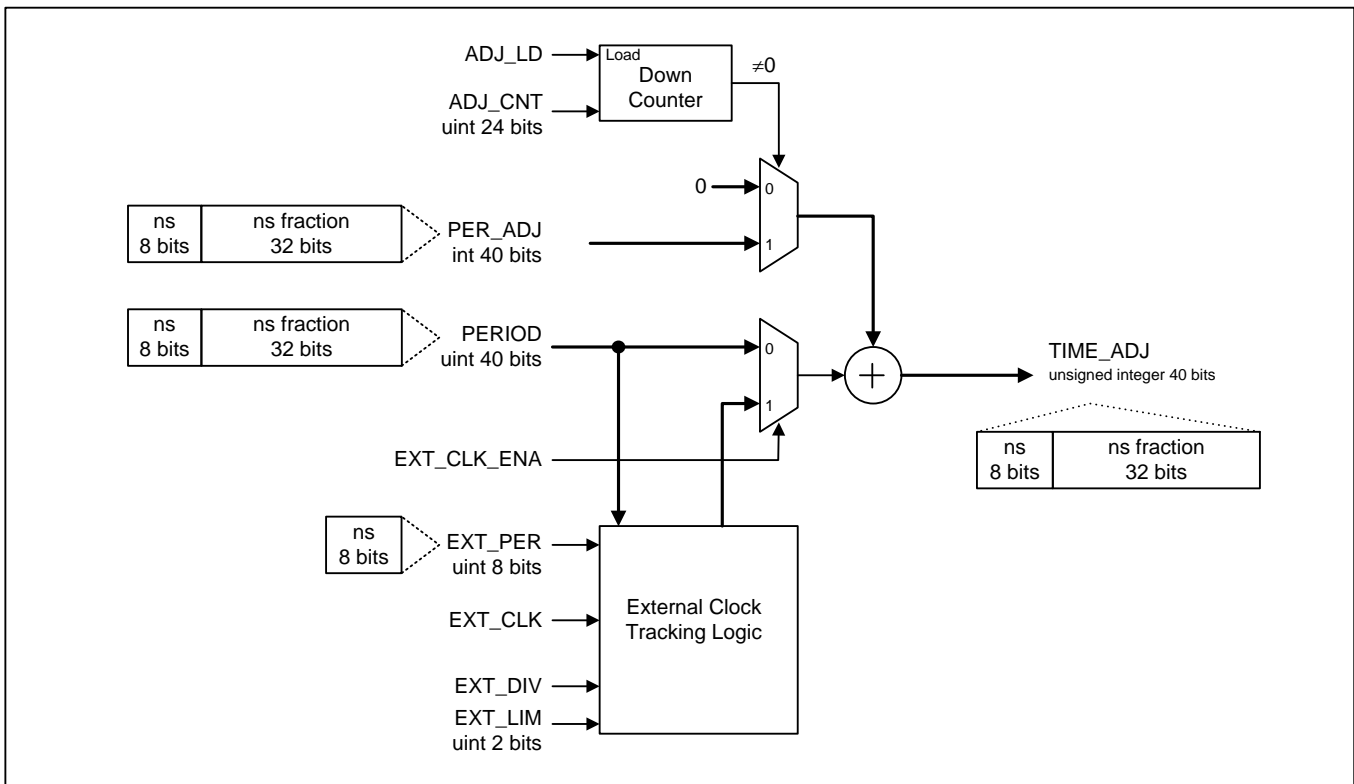 ADJ_LD
Load
Down
Counter
≠0
ADJ_CNT
uint 24 bits
0
0
1
ns
8 bits
ns fraction
32 bits
PER_ADJ
int 40 bits
ns
8 bits
ns fraction
32 bits
PERIOD
uint 40 bits
0
1
+
TIME_ADJ
unsigned integer 40 bits
ns
8 bits
ns fraction
32 bits
EXT_CLK_ENA
ns
8 bits
EXT_PER
uint 8 bits
EXT_CLK
External Clock
Tracking Logic
EXT_DIV
EXT_LIM
uint 2 bits